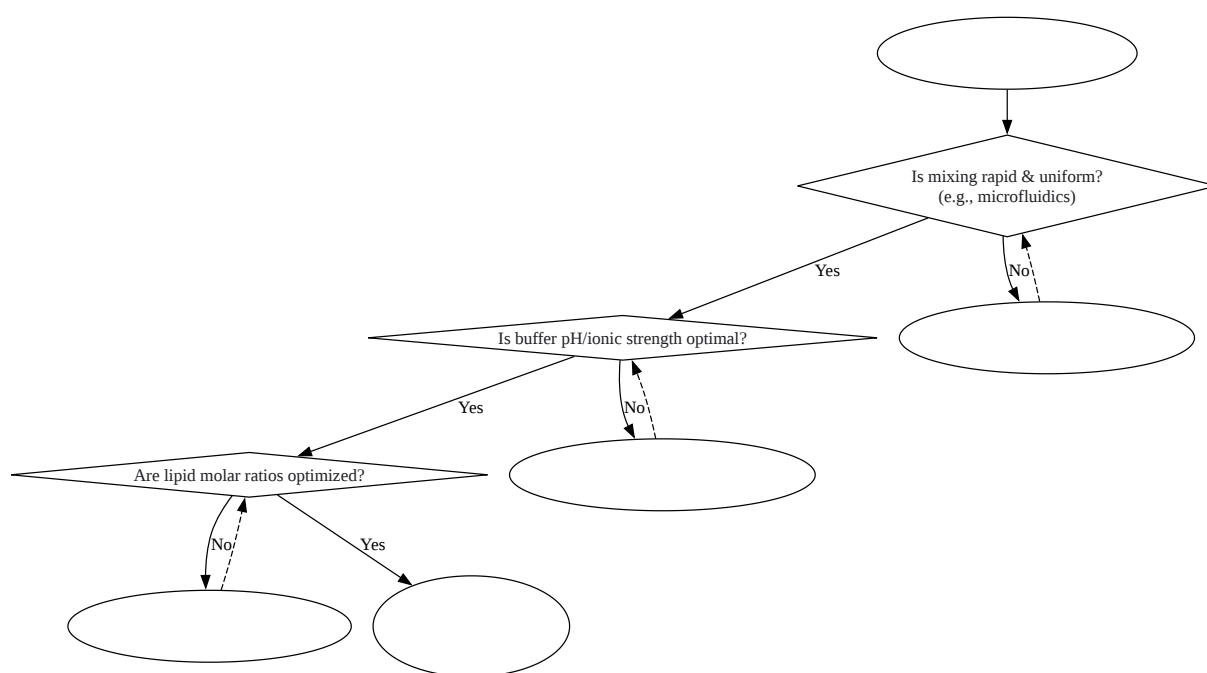 Is mixing rapid & uniform?
(e.g., microfluidics)
Yes
No
Is buffer pH/ionic strength optimal?
Yes
No
Are lipid molar ratios optimized?
No
Yes